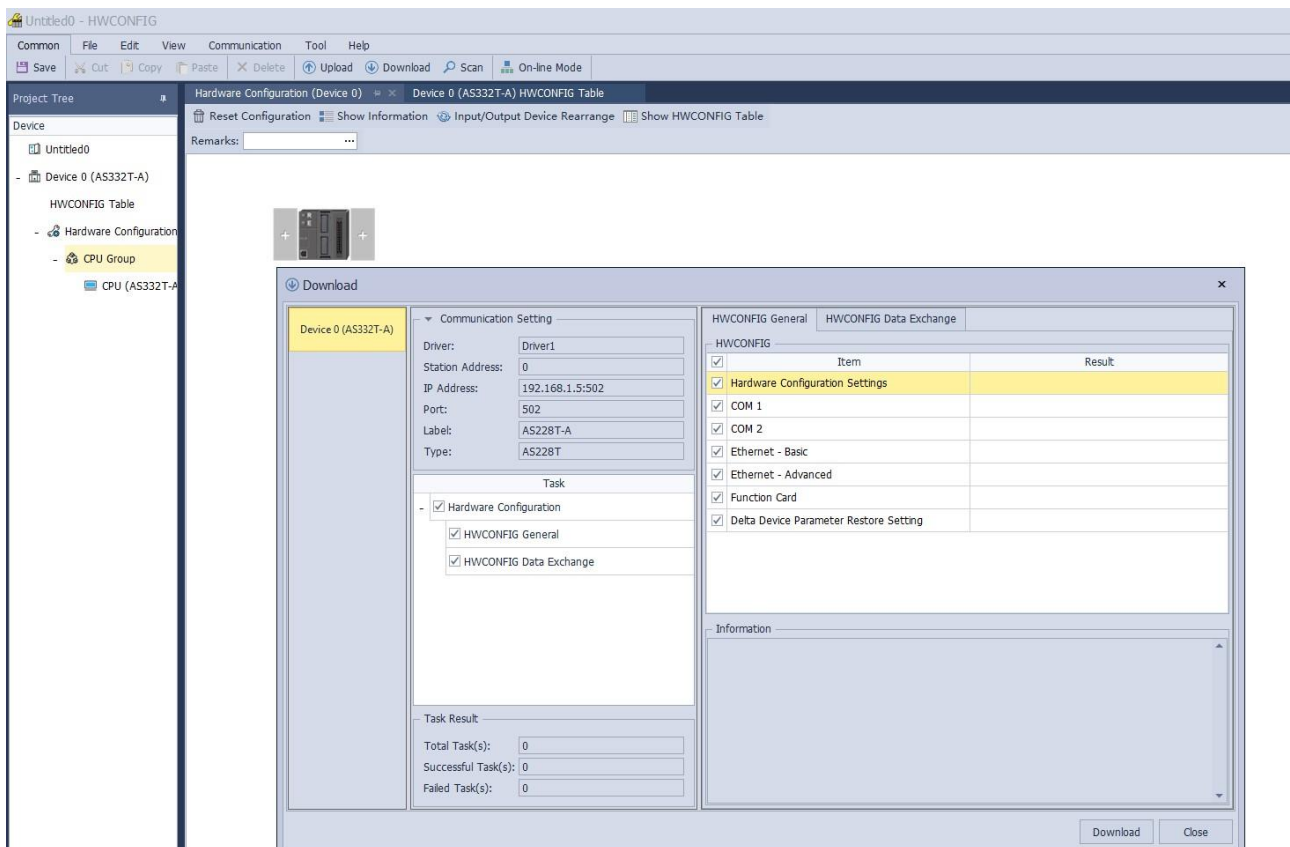 Untitled0 - HWCONFIG
Common File Edit View Communication Tool Help
Save Cut Copy Paste Delete Upload Download Scan On-line Mode
Project Tree
Hardware Configuration (Device 0) Device 0 (AS332T-A) HWCONFIG Table
Reset Configuration Show Information Input/Output Device Rearrange Show HWCONFIG Table
Device
Remarks: ...
Untitled0
- Device 0 (AS332T-A)
HWCONFIG Table
- Hardware Configuration
- CPU Group
CPU (AS332T-A
Download
Device 0 (AS332T-A)
Communication Setting
Driver: Driver1
Station Address: 0
IP Address: 192.168.1.5:502
Port: 502
Label: AS228T-A
Type: AS228T
Task
- Hardware Configuration
HWCONFIG General
HWCONFIG Data Exchange
Task Result
Total Task(s): 0
Successful Task(s): 0
Failed Task(s): 0
HWCONFIG General HWCONFIG Data Exchange
HWCONFIG
Item Result
Hardware Configuration Settings
COM 1
COM 2
Ethernet - Basic
Ethernet - Advanced
Function Card
Delta Device Parameter Restore Setting
Information
Download Close